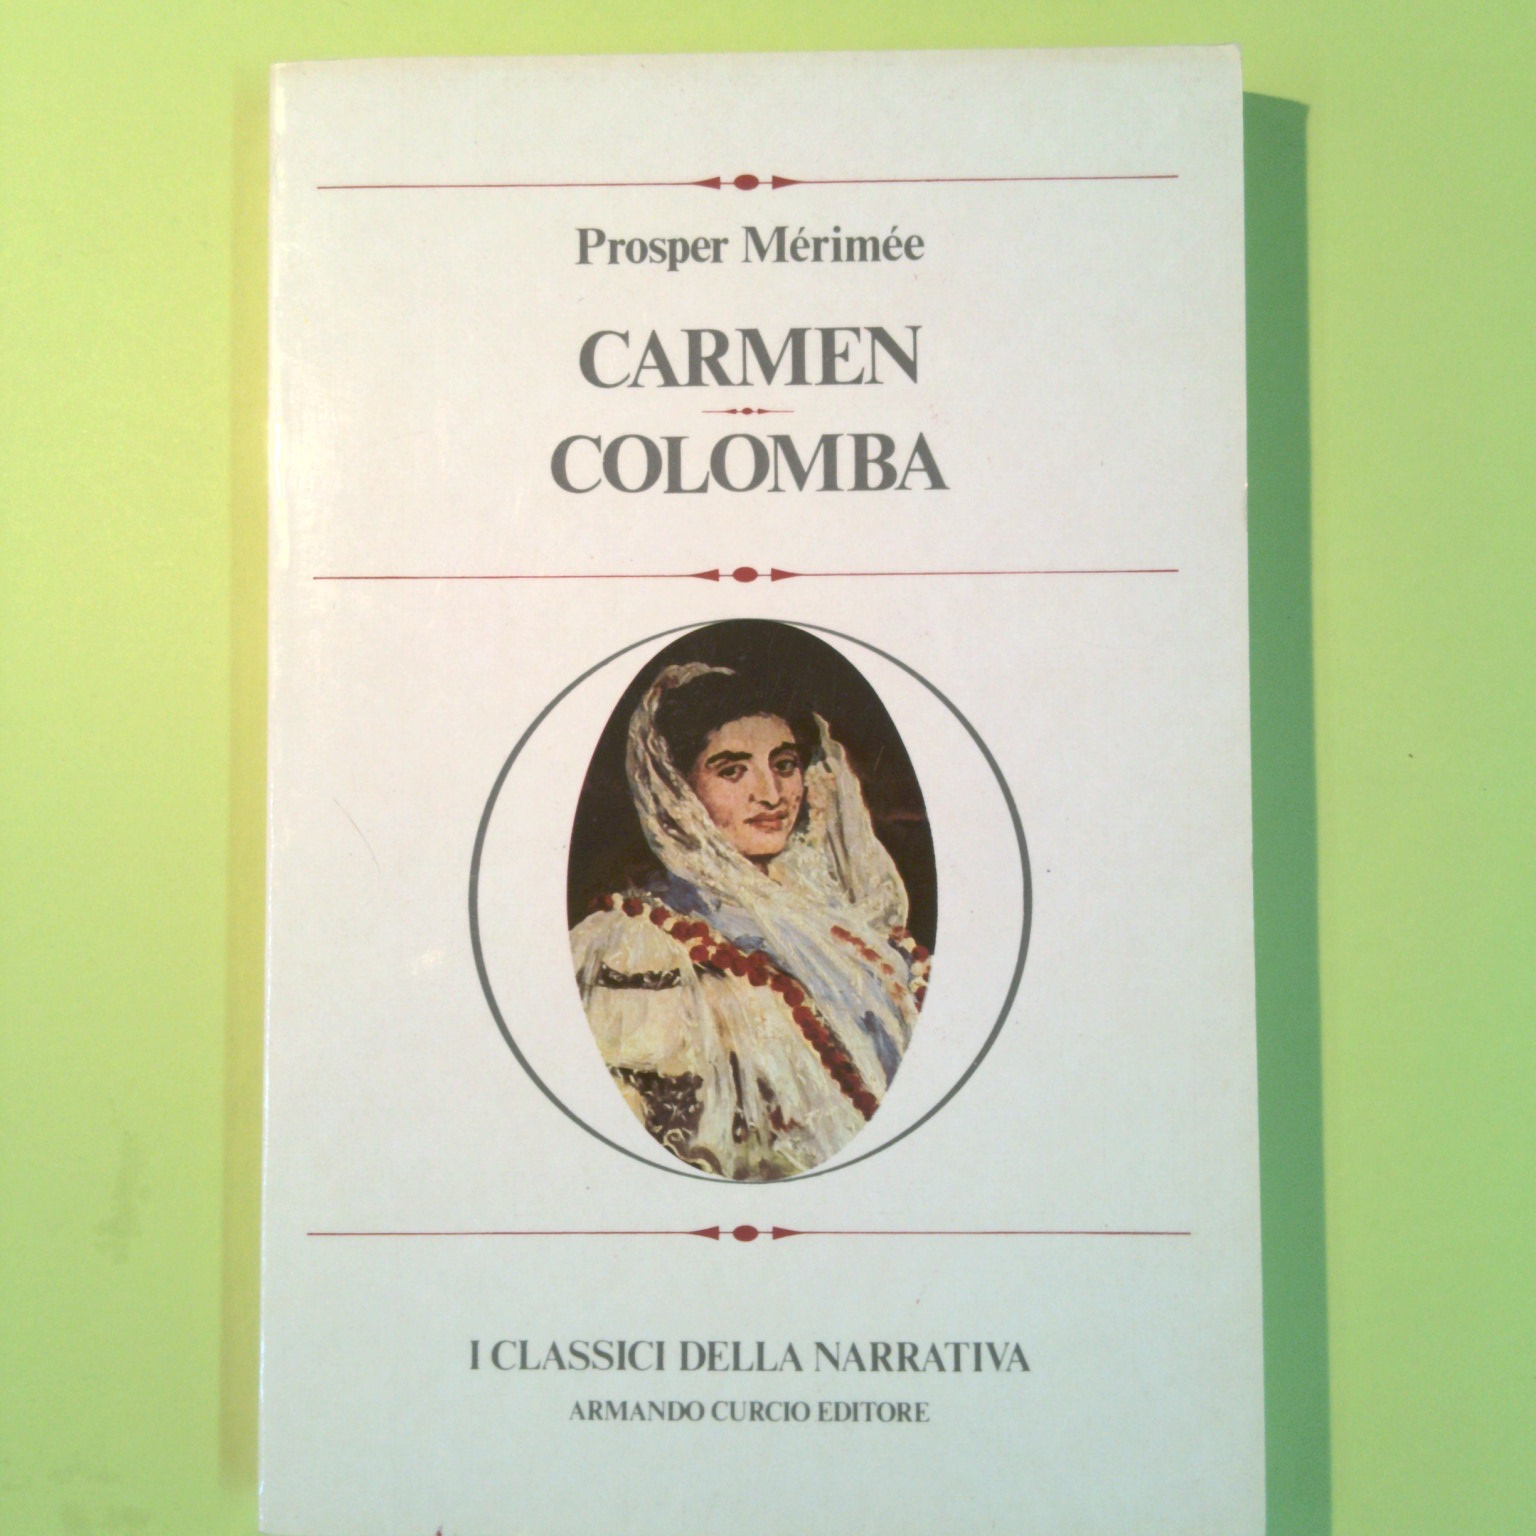 Prosper Mérimée
CARMEN
COLOMBA
I CLASSICI DELLA NARRATIVA
ARMANDO CURCIO EDITORE